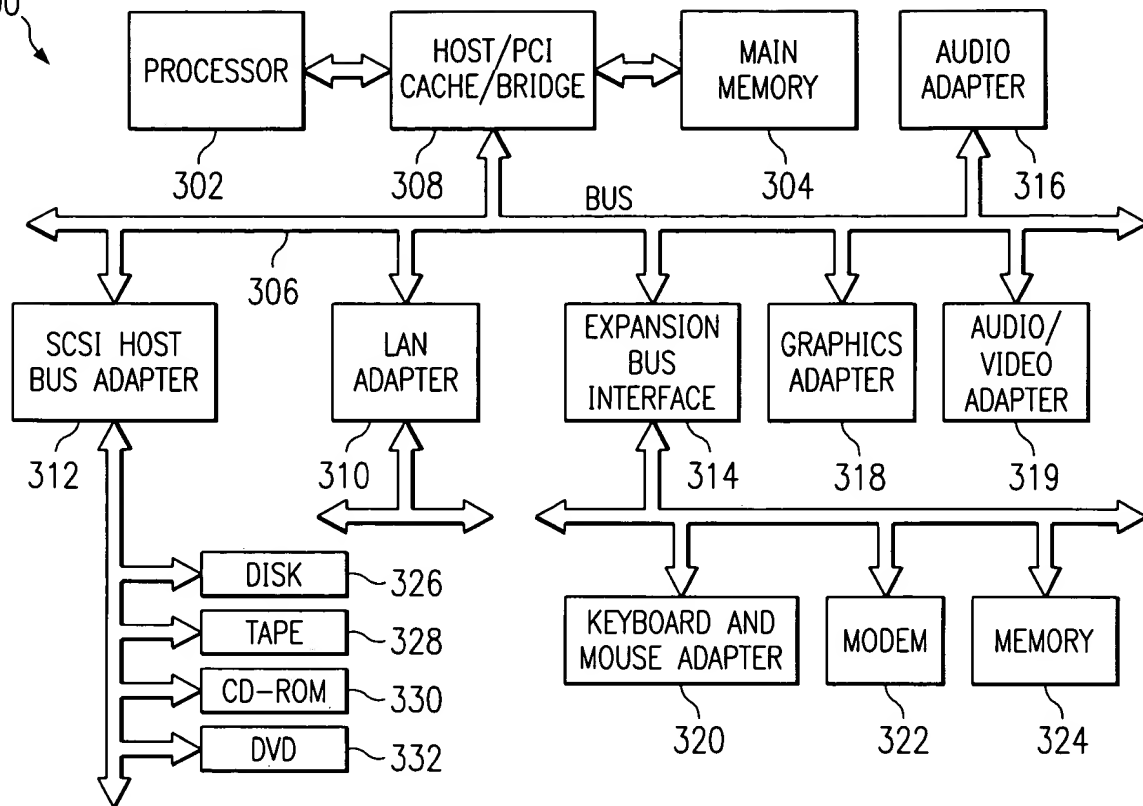 PROCESSOR
HOST/PCI
CACHE/BRIDGE
MAIN
MEMORY
AUDIO
ADAPTER
302
308
304
316
BUS
306
SCSI HOST
BUS ADAPTER
LAN
ADAPTER
EXPANSION
BUS
INTERFACE
GRAPHICS
ADAPTER
AUDIO/
VIDEO
ADAPTER
312
310
314
318
319
DISK
326
TAPE
328
CD-ROM
330
DVD
332
KEYBOARD AND
MOUSE ADAPTER
MODEM
MEMORY
320
322
324